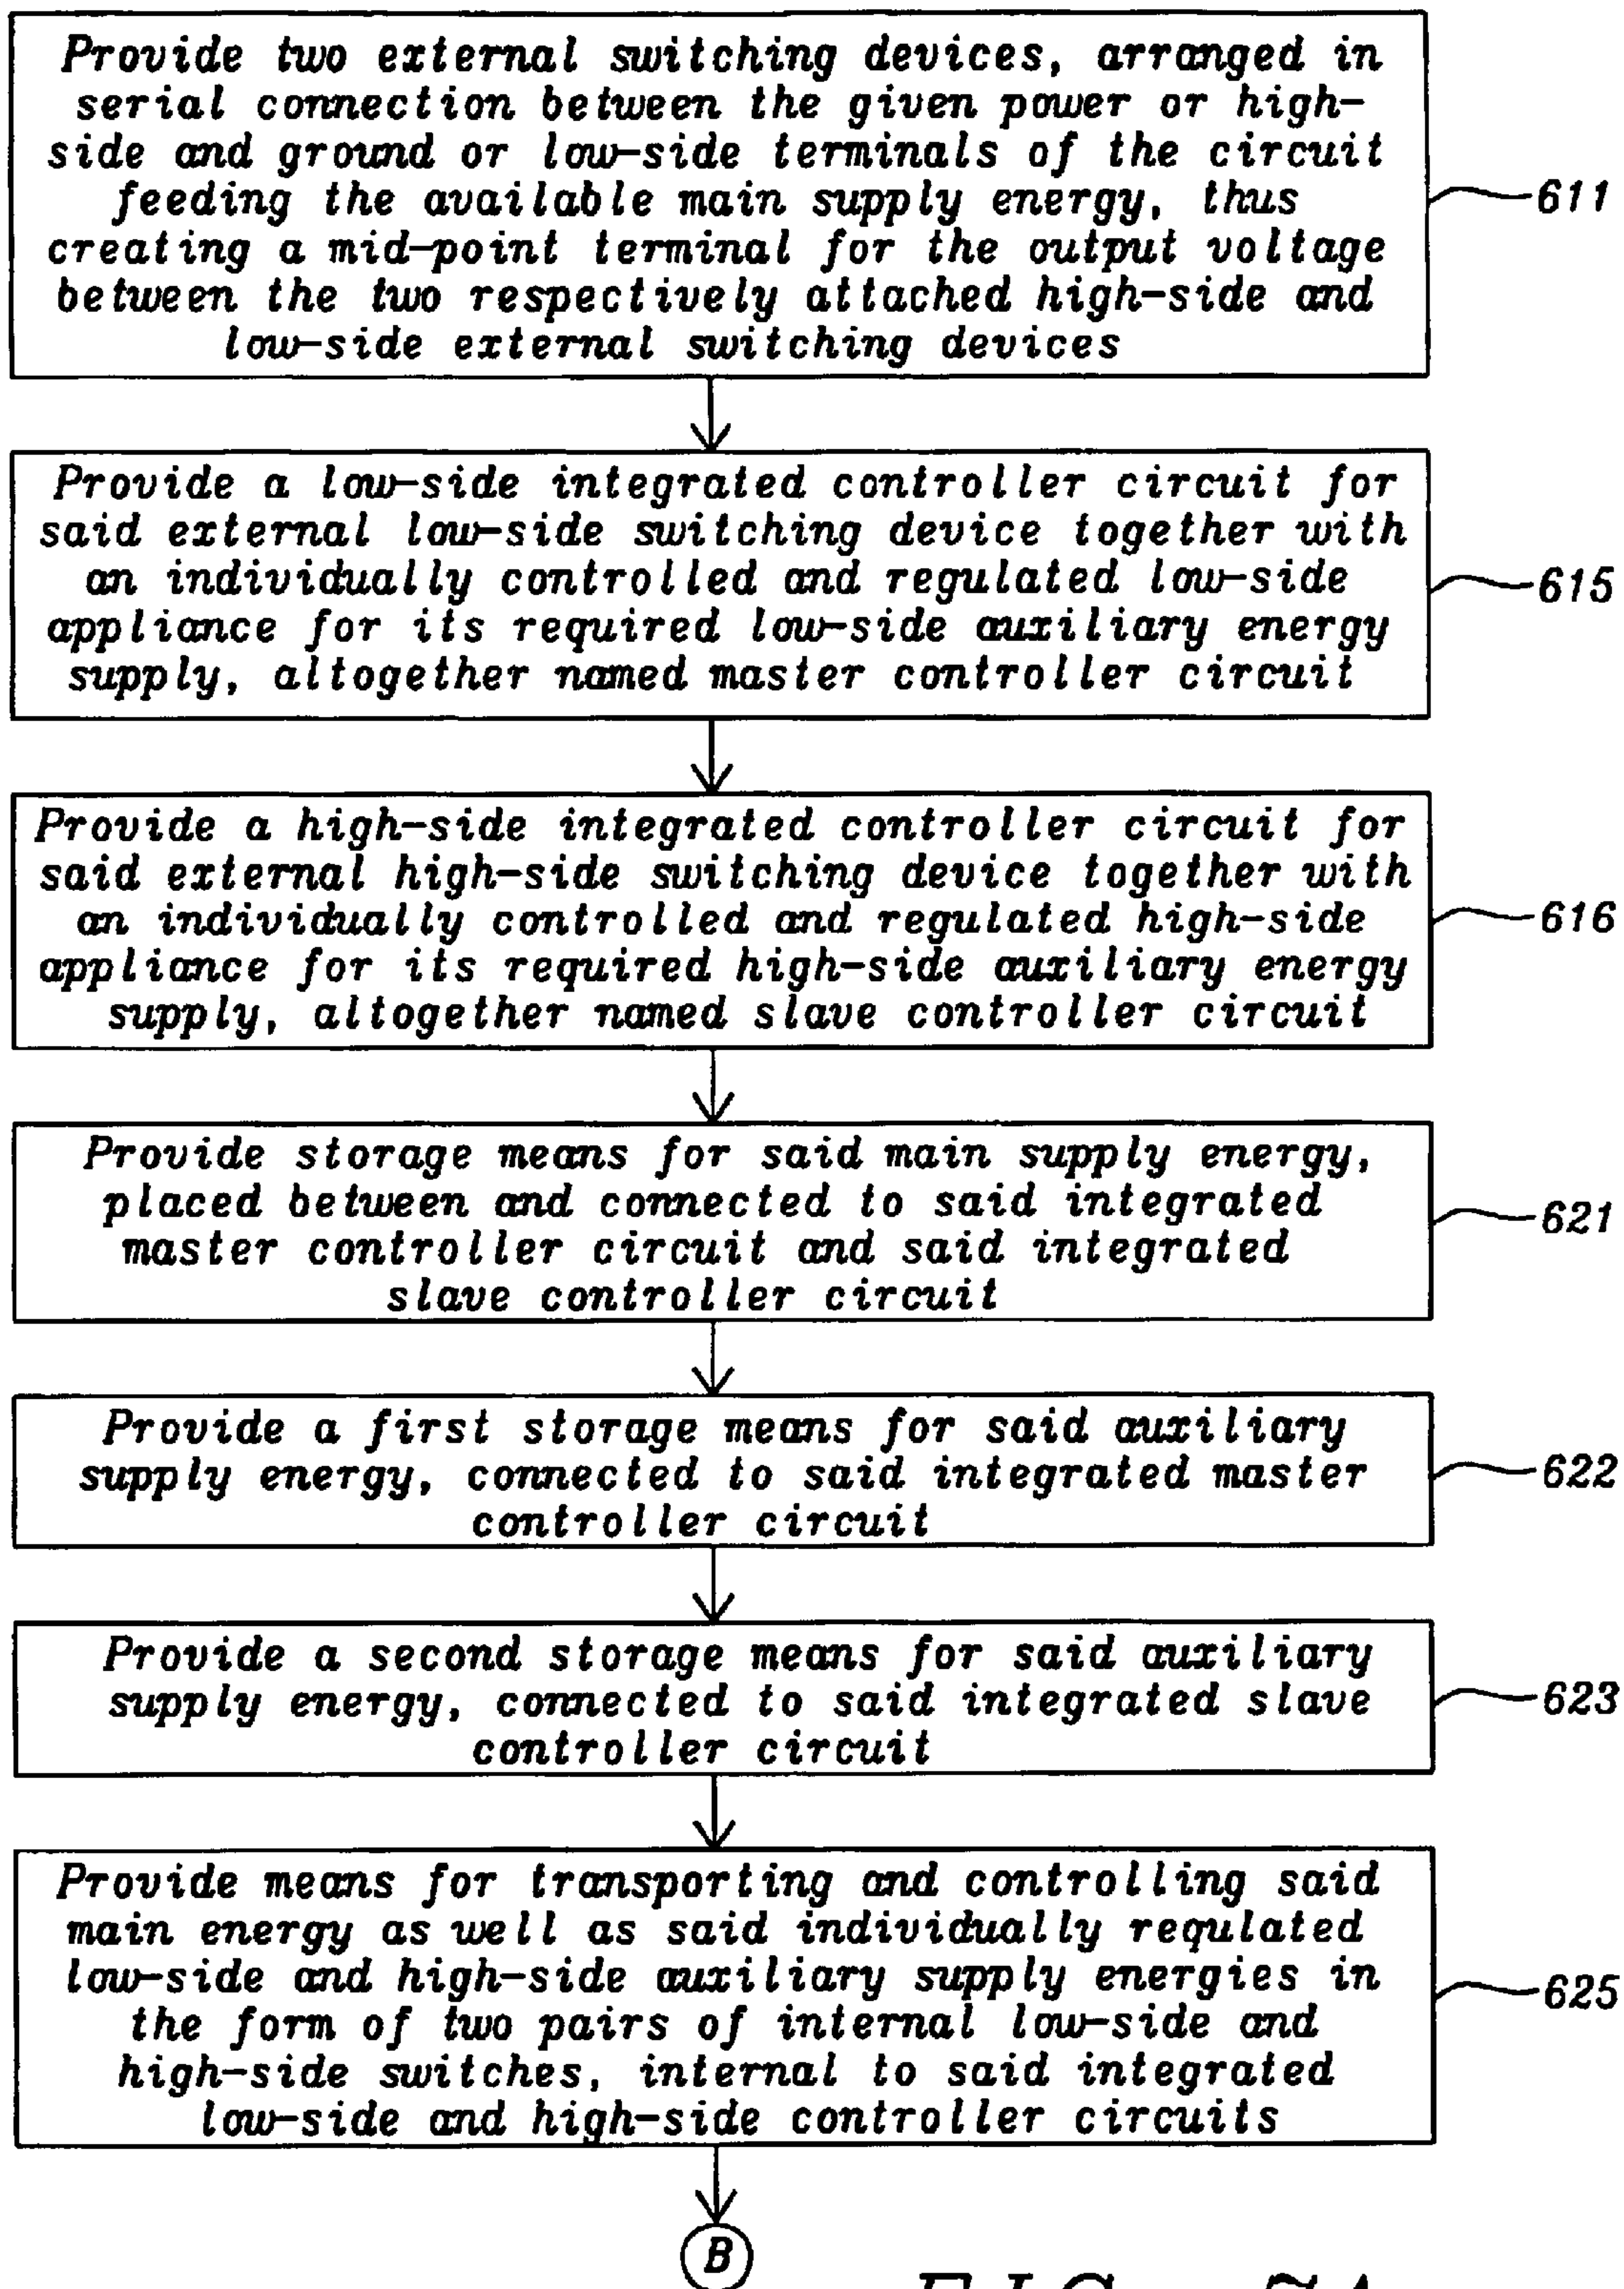 Provide two external switching devices, arranged in
serial connection between the given power or high-
side and ground or low-side terminals of the circuit
feeding the available main supply energy, thus
creating a mid-point terminal for the output voltage
between the two respectively attached high-side and
low-side external switching devices
611
Provide a low-side integrated controller circuit for
said external low-side switching device together with
an individually controlled and regulated low-side
appliance for its required low-side auxiliary energy
supply, altogether named master controller circuit
615
Provide a high-side integrated controller circuit for
said external high-side switching device together with
an individually controlled and regulated high-side
appliance for its required high-side auxiliary energy
supply, altogether named slave controller circuit
616
Provide storage means for said main supply energy,
placed between and connected to said integrated
master controller circuit and said integrated
slave controller circuit
621
Provide a first storage means for said auxiliary
supply energy, connected to said integrated master
controller circuit
622
Provide a second storage means for said auxiliary
supply energy, connected to said integrated slave
controller circuit
623
Provide means for transporting and controlling said
main energy as well as said individually requlated
low-side and high-side auxiliary supply energies in
the form of two pairs of internal low-side and
high-side switches, internal to said integrated
low-side and high-side controller circuits
625
B